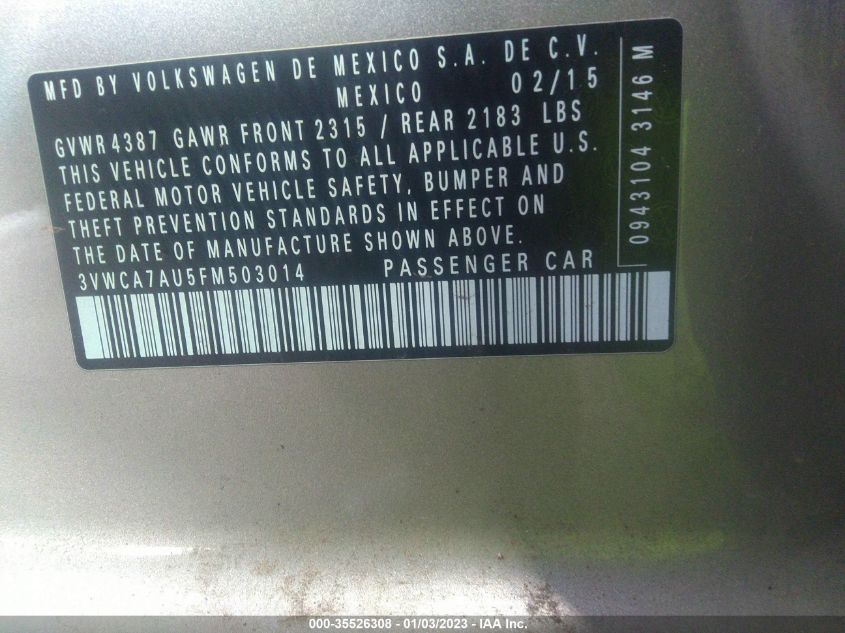 MFD BY VOLKSWAGEN DE MEXICO S.A. DE C.V.
MEXICO 02/15
GVWR 4387 GAWR FRONT 2315 / REAR 2183 LBS
THIS VEHICLE CONFORMS TO ALL APPLICABLE U.S.
FEDERAL MOTOR VEHICLE SAFETY, BUMPER AND
THEFT PREVENTION STANDARDS IN EFFECT ON
THE DATE OF MANUFACTURE SHOWN ABOVE.
3VWCA7AU5FM503014 PASSENGER CAR
0943104 3146 M
000-35526308 - 01/03/2023 - IAA Inc.